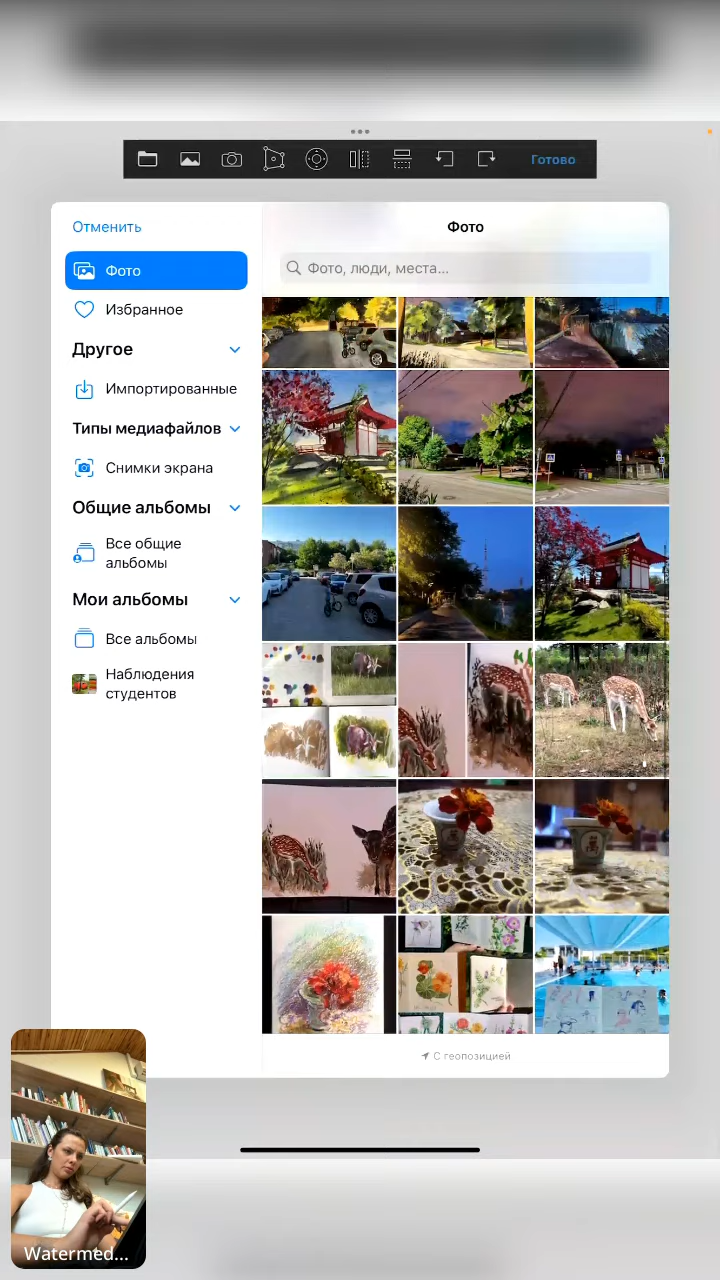 Готово
Отменить
Фото
Фото
Фото, люди, места...
Избранное
Другое
Импортированные
Типы медиафайлов
Снимки экрана
Общие альбомы
Все общие
альбомы
Мои альбомы
Все альбомы
Наблюдения
студентов
С геопозицией
Watermed...